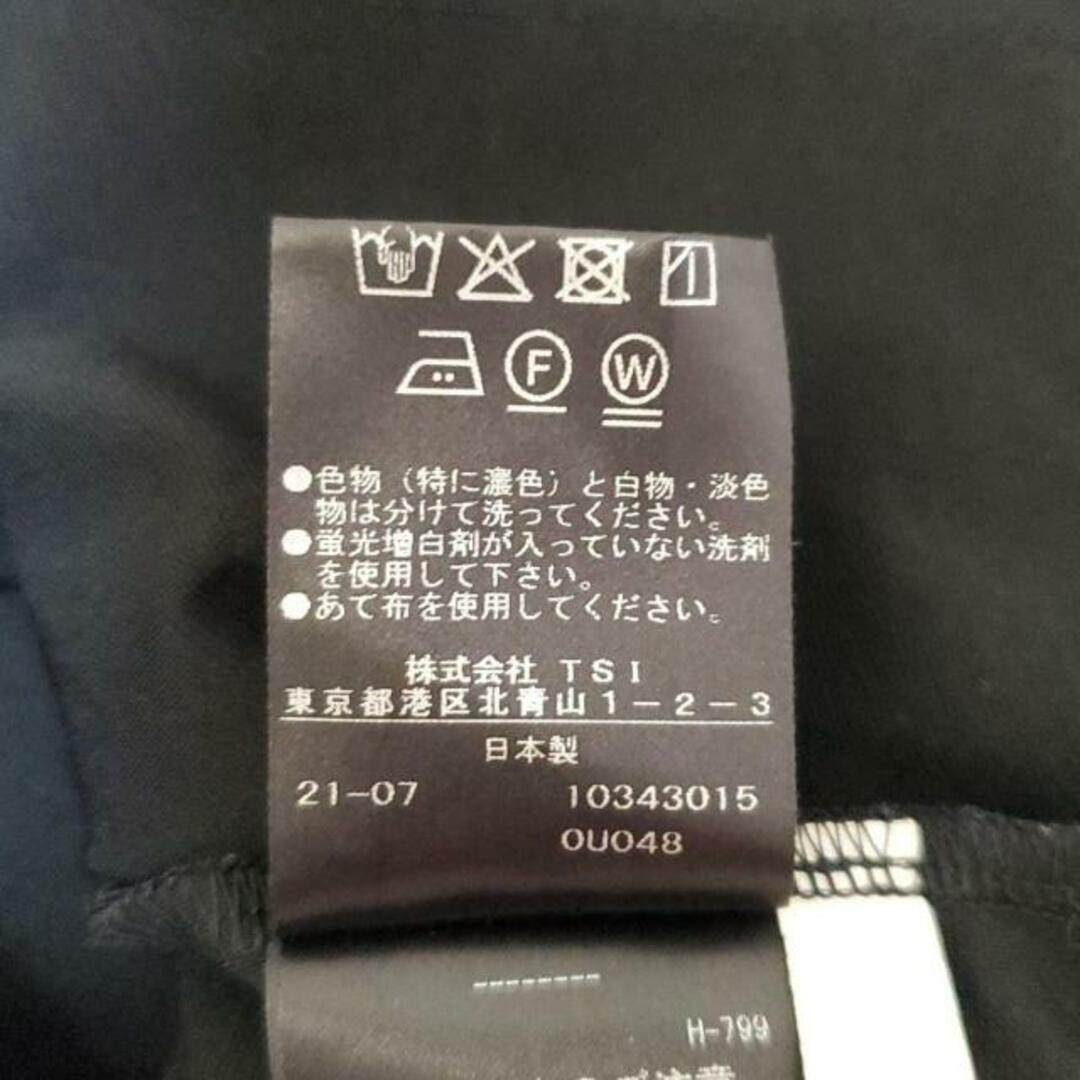 F W
●色物（特に濃色）と白物・淡色
物は分けて洗ってください。
●蛍光増白剤が入っていない洗剤
を使用して下さい。
●あて布を使用してください。
株式会社 TSI
東京都港区北青山1-2-3
日本製
21-07 10343015
0U048
H-799